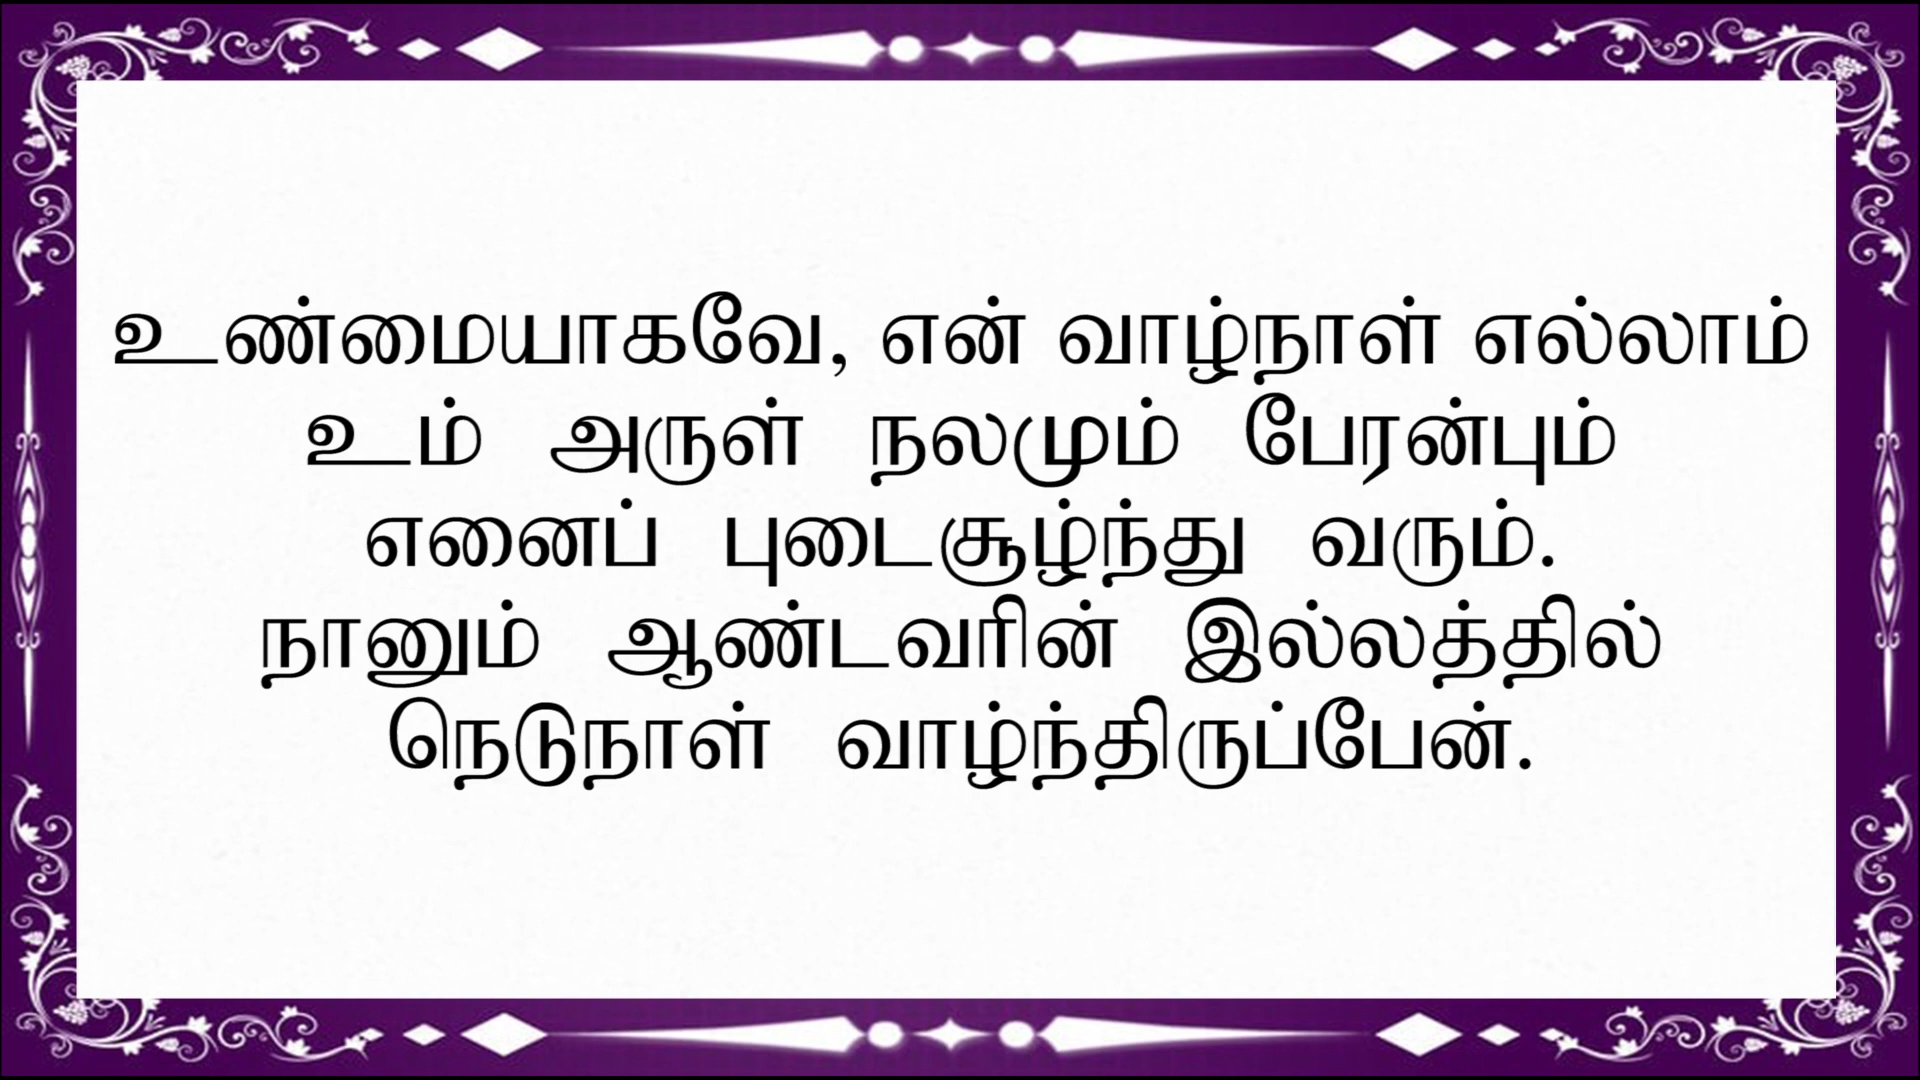 உண்மையாகவே, என் வாழ்நாள் எல்லாம்
உம் அருள் நலமும் பேரன்பும்
எனைப் புடைசூழ்ந்து வரும்.
நானும் ஆண்டவரின் இல்லத்தில்
நெடுநாள் வாழ்ந்திருப்பேன்.